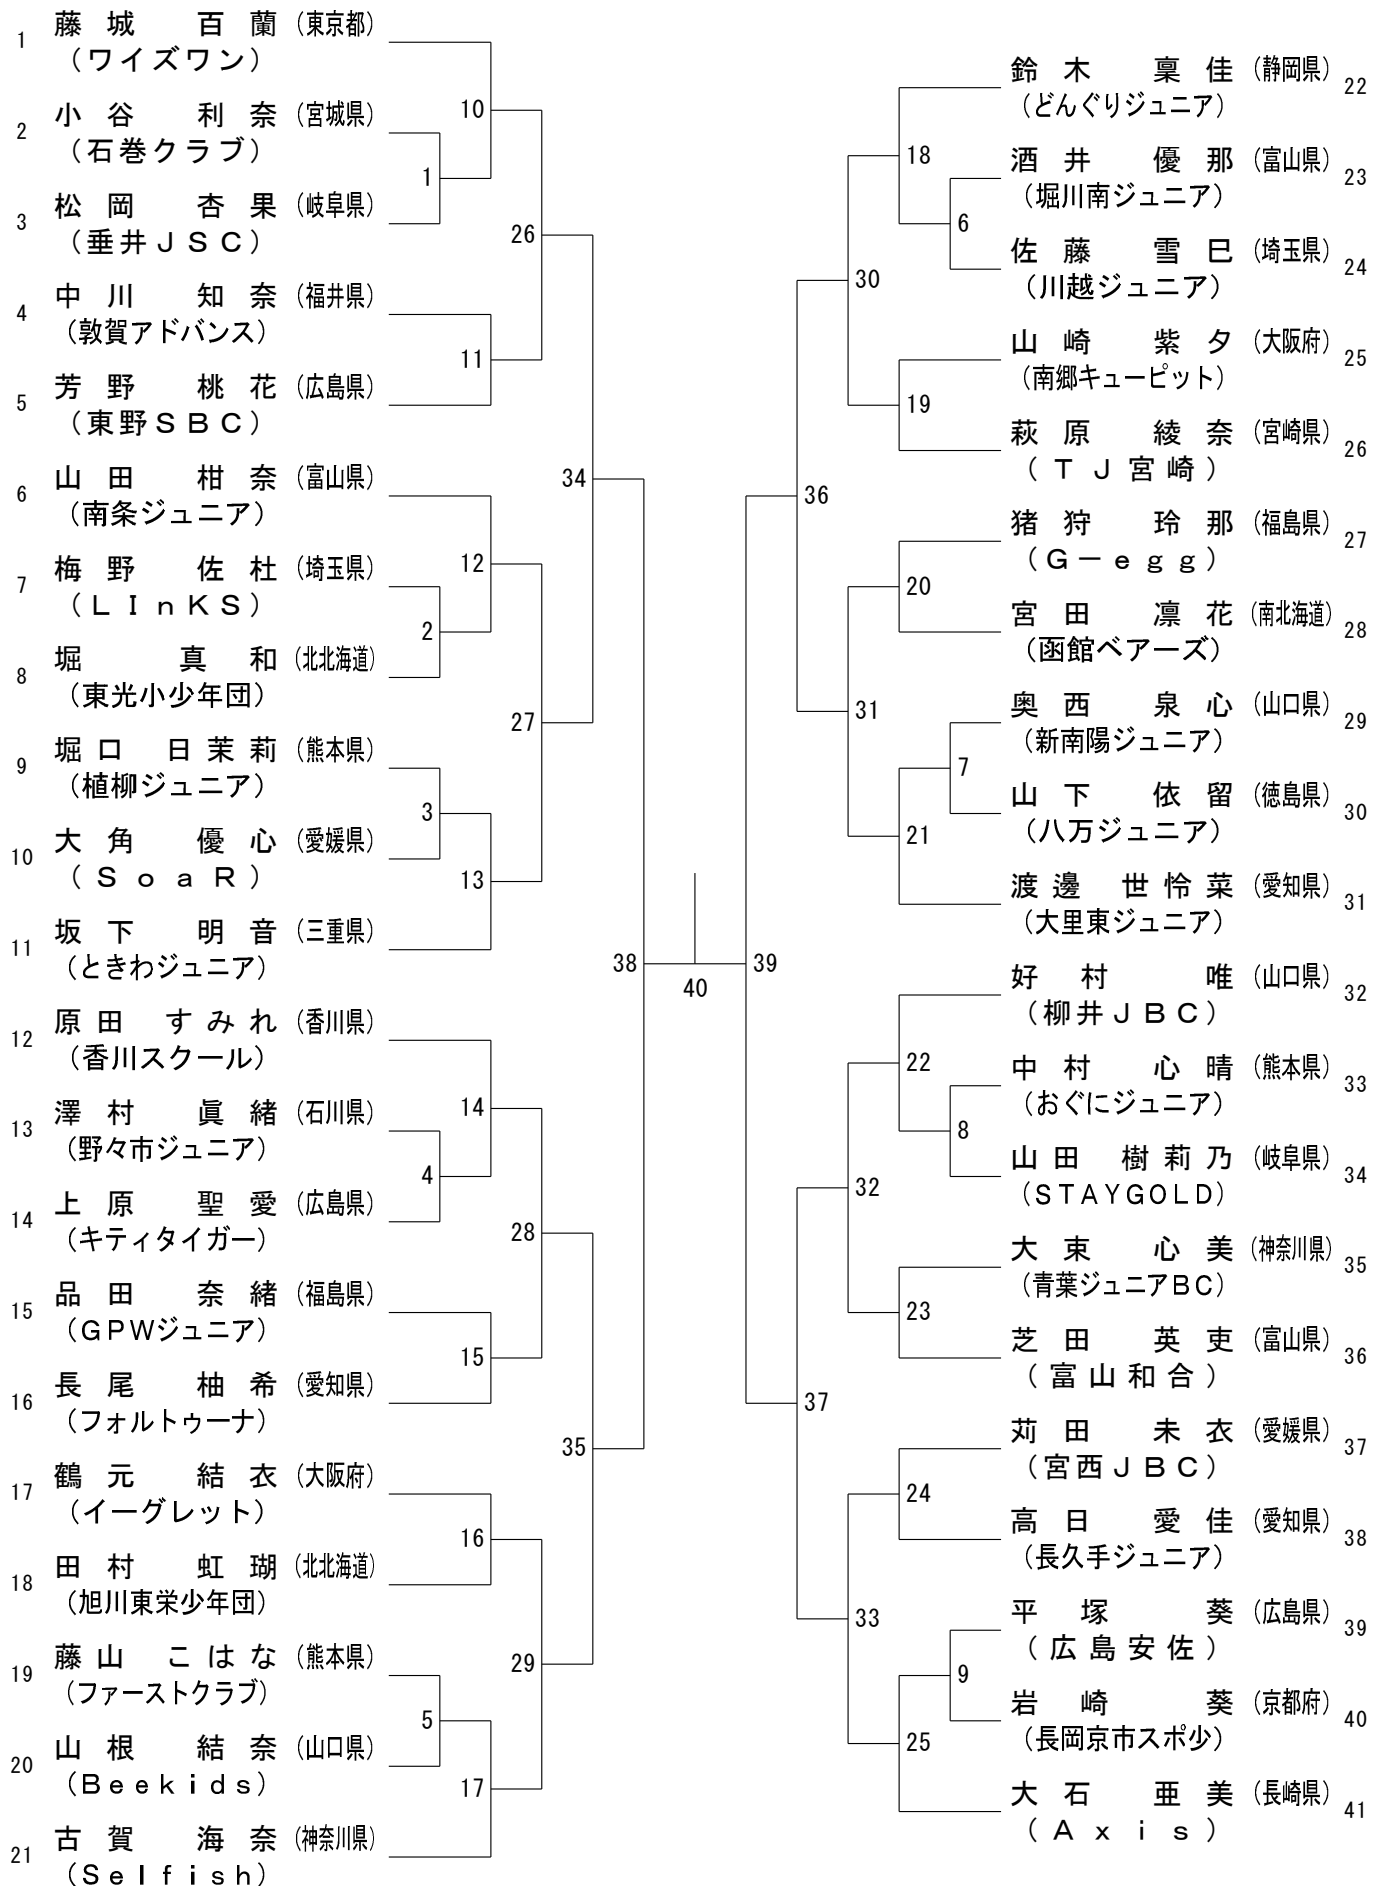 1 藤城 百蘭 (東京都)
(ワイズワン)
2 小谷 利奈 (宮城県)
(石巻クラブ)
3 松岡 杏果 (岐阜県)
(垂井JSC)
4 中川 知奈 (福井県)
(敦賀アドバンス)
5 芳野 桃花 (広島県)
(東野SBC)
6 山田 柑奈 (富山県)
(南条ジュニア)
7 梅野 佐杜 (埼玉県)
(LInKS)
8 堀 真和 (北北海道)
(東光小少年団)
9 堀口 日茉莉 (熊本県)
(植柳ジュニア)
10 大角 優心 (愛媛県)
(SoaR)
11 坂下 明音 (三重県)
(ときわジュニア)
12 原田 すみれ (香川県)
(香川スクール)
13 澤村 眞緒 (石川県)
(野々市ジュニア)
14 上原 聖愛 (広島県)
(キティタイガー)
15 品田 奈緒 (福島県)
(GPWジュニア)
16 長尾 柚希 (愛知県)
(フォルトゥーナ)
17 鶴元 結衣 (大阪府)
(イーグレット)
18 田村 虹瑚 (北北海道)
(旭川東栄少年団)
19 藤山 こはな (熊本県)
(ファーストクラブ)
20 山根 結奈 (山口県)
(Beekids)
21 古賀 海奈 (神奈川県)
(Selfish)
1
2
3
4
5
10
11
12
13
14
15
16
17
26
27
28
29
34
35
38
40
39
36
37
30
31
32
33
18
19
20
21
22
23
24
25
6
7
8
9
鈴木 稟佳 (静岡県) 22
(どんぐりジュニア)
酒井 優那 (富山県) 23
(堀川南ジュニア)
佐藤 雪巳 (埼玉県) 24
(川越ジュニア)
山崎 紫夕 (大阪府) 25
(南郷キューピット)
萩原 綾奈 (宮崎県) 26
(TJ宮崎)
猪狩 玲那 (福島県) 27
(G－egg)
宮田 凛花 (南北海道) 28
(函館ベアーズ)
奥西 泉心 (山口県) 29
(新南陽ジュニア)
山下 依留 (徳島県) 30
(八万ジュニア)
渡邊 世怜菜 (愛知県) 31
(大里東ジュニア)
好村 唯 (山口県) 32
(柳井JBC)
中村 心晴 (熊本県) 33
(おぐにジュニア)
山田 樹莉乃 (岐阜県) 34
(STAYGOLD)
大東 心美 (神奈川県) 35
(青葉ジュニアBC)
芝田 英吏 (富山県) 36
(富山和合)
苅田 未衣 (愛媛県) 37
(宮西JBC)
高日 愛佳 (愛知県) 38
(長久手ジュニア)
平塚 葵 (広島県) 39
(広島安佐)
岩崎 葵 (京都府) 40
(長岡京市スポ少)
大石 亜美 (長崎県) 41
(Axis)